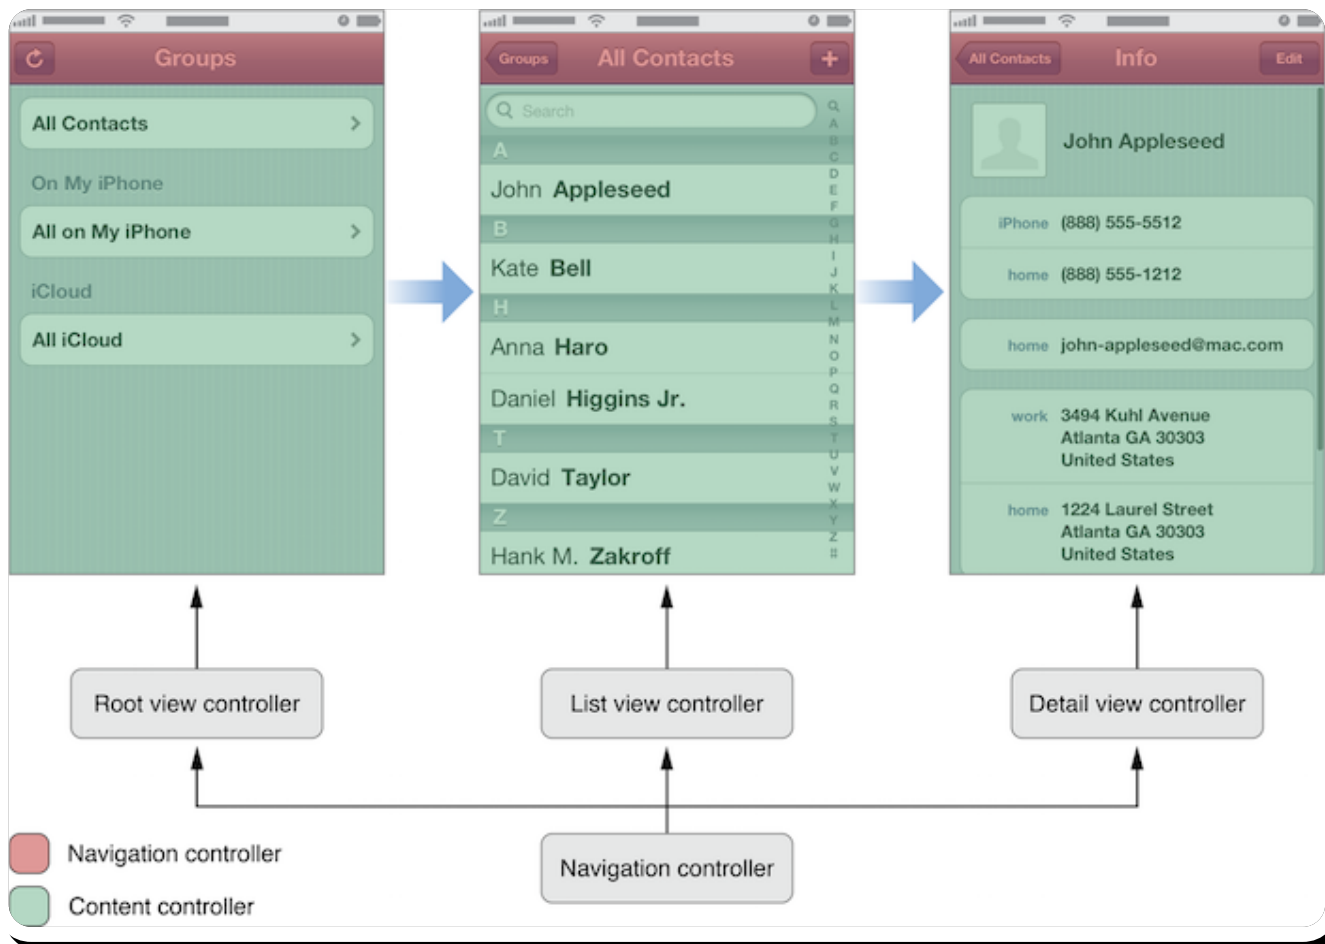 Groups
All Contacts
On My iPhone
All on My iPhone
iCloud
All iCloud
Groups
All Contacts
+
Search
A
John Appleseed
B
Kate Bell
H
Anna Haro
Daniel Higgins Jr.
T
David Taylor
Z
Hank M. Zakroff
A
B
C
D
E
F
G
H
I
J
K
L
M
N
O
P
Q
R
S
T
U
V
W
X
Y
Z
#
All Contacts
Info
Edit
John Appleseed
iPhone (888) 555-5512
home (888) 555-1212
home john-appleseed@mac.com
work 3494 Kuhl Avenue
Atlanta GA 30303
United States
home 1224 Laurel Street
Atlanta GA 30303
United States
Root view controller
List view controller
Detail view controller
Navigation controller
Navigation controller
Content controller